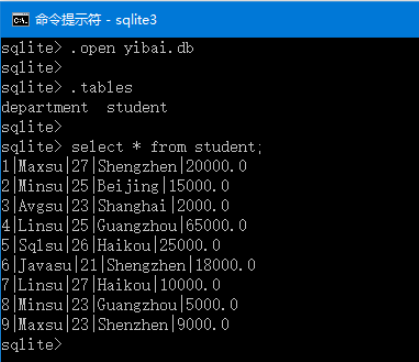 命令提示符 - sqlite3
sqlite> .open yibai.db
sqlite>
sqlite> .tables
department  student
sqlite>
sqlite> select * from student;
1|Maxsu|27|Shengzhen|20000.0
2|Minsu|25|Beijing|15000.0
3|Avgsu|23|Shanghai|2000.0
4|Linsu|25|Guangzhou|65000.0
5|Sqlsu|26|Haikou|25000.0
6|Javasu|21|Shengzhen|18000.0
7|Linsu|27|Haikou|10000.0
8|Minsu|23|Guangzhou|5000.0
9|Maxsu|23|Shenzhen|9000.0
sqlite>